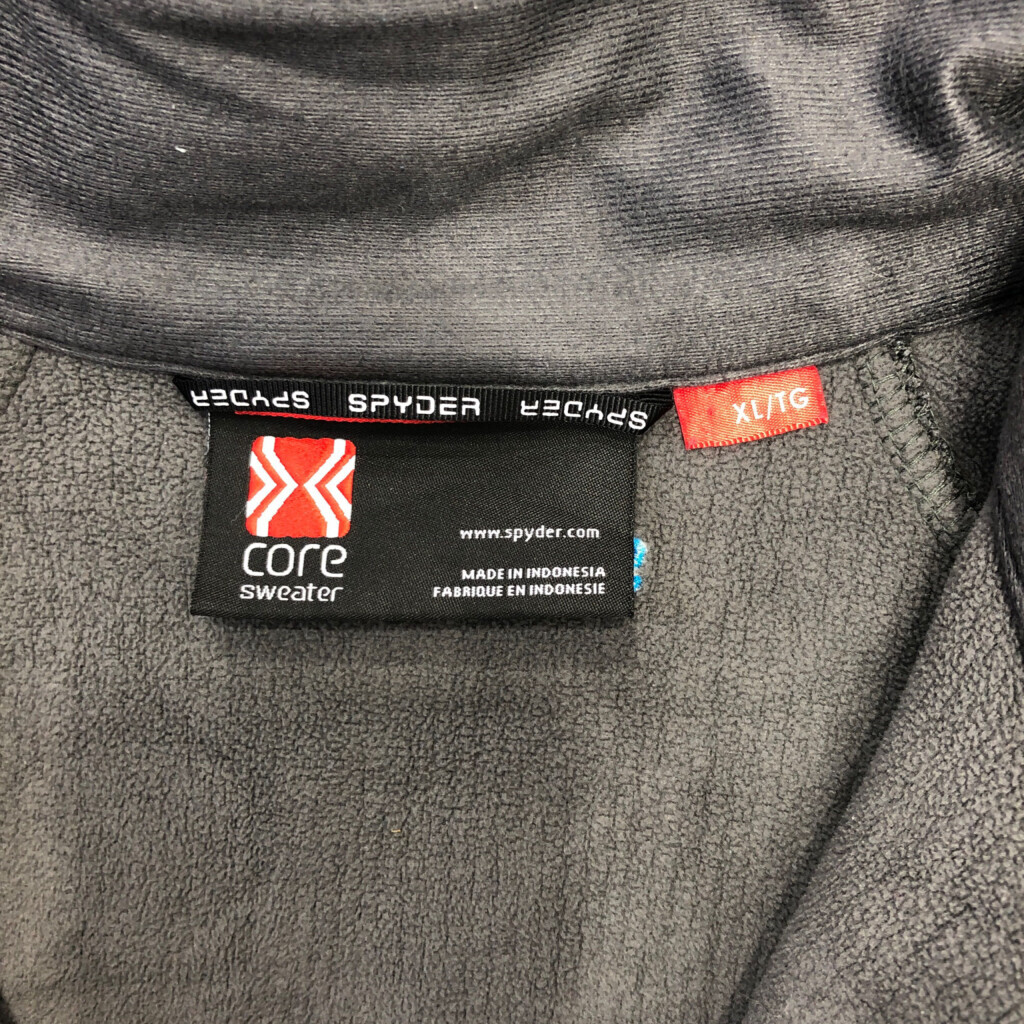 SPYDER SPYDER SPYDER
XL/TG
core
sweater
www.spyder.com
MADE IN INDONESIA
FABRIQUE EN INDONESIE